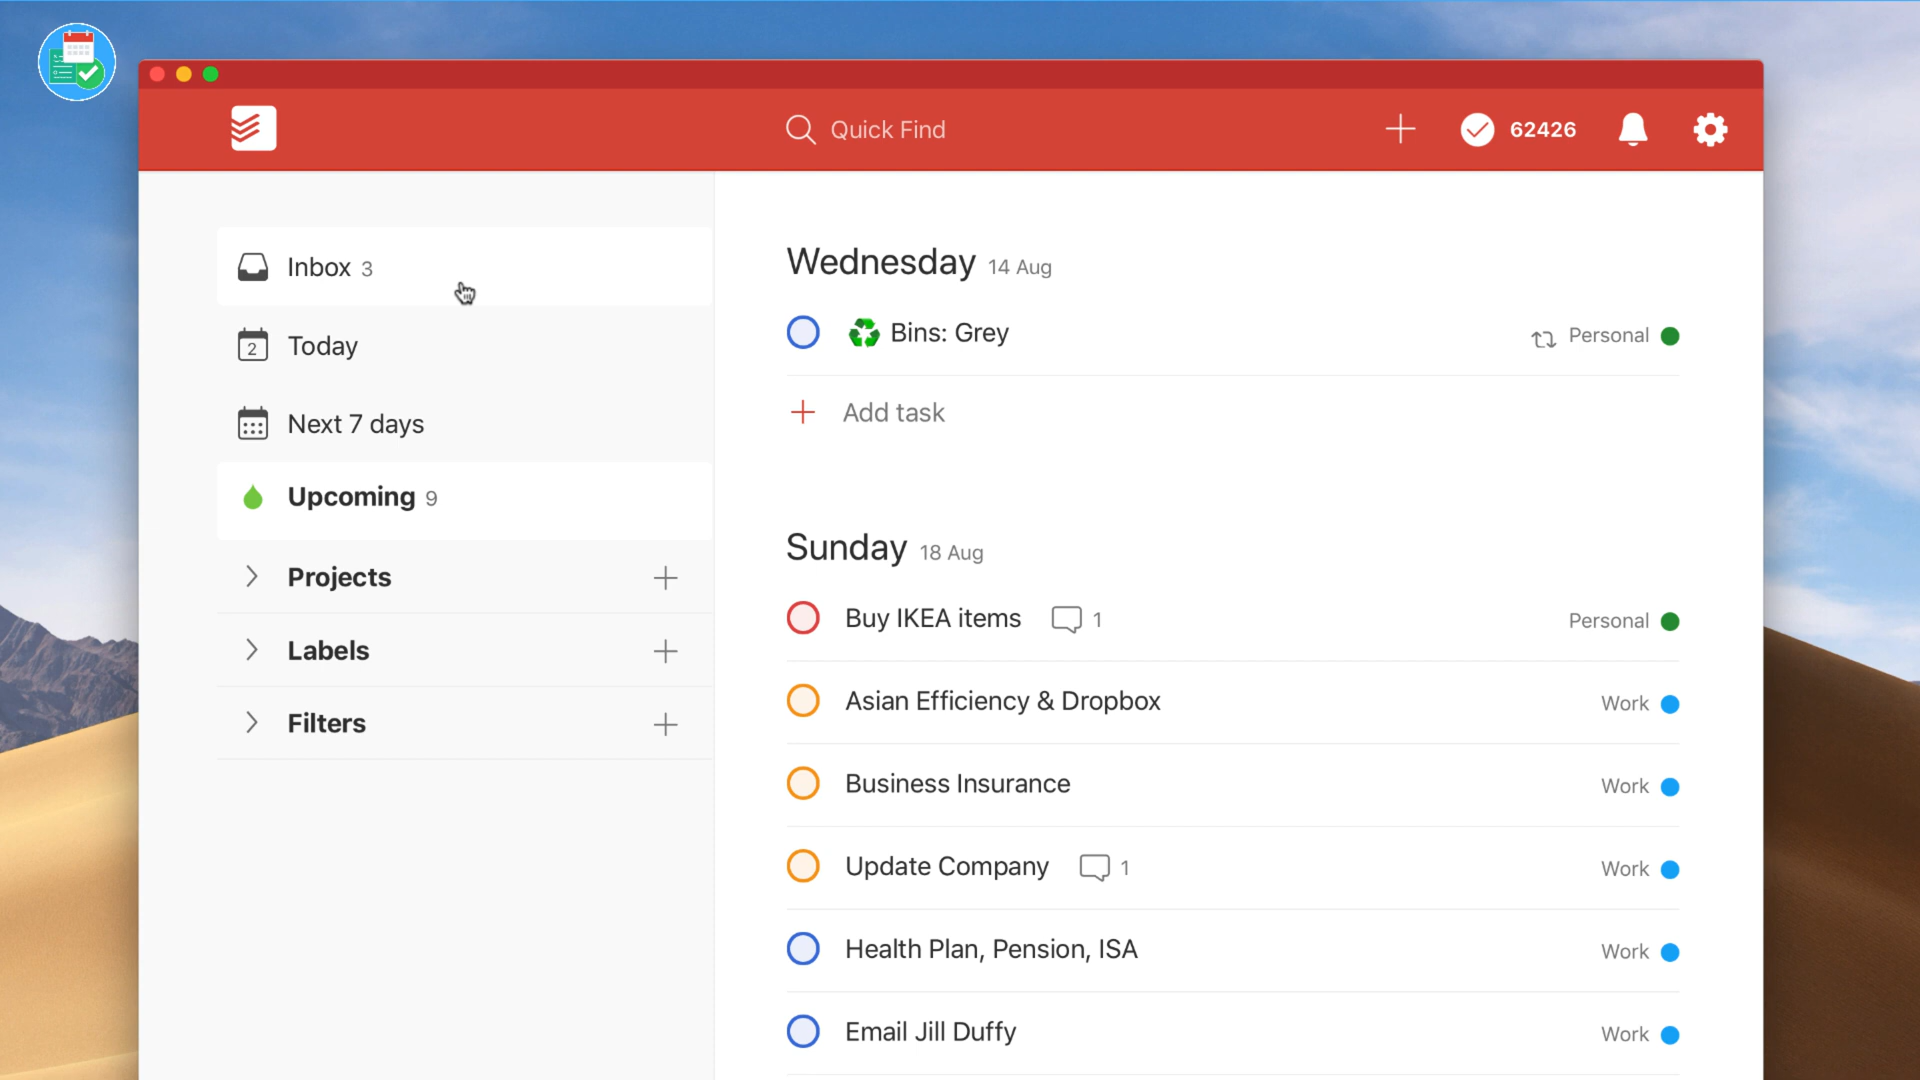 Quick Find
62426
Inbox 3
2 Today
Next 7 days
Upcoming 9
Projects
Labels
Filters
Wednesday 14 Aug
Bins: Grey Personal
Add task
Sunday 18 Aug
Buy IKEA items 1 Personal
Asian Efficiency & Dropbox Work
Business Insurance Work
Update Company 1 Work
Health Plan, Pension, ISA Work
Email Jill Duffy Work